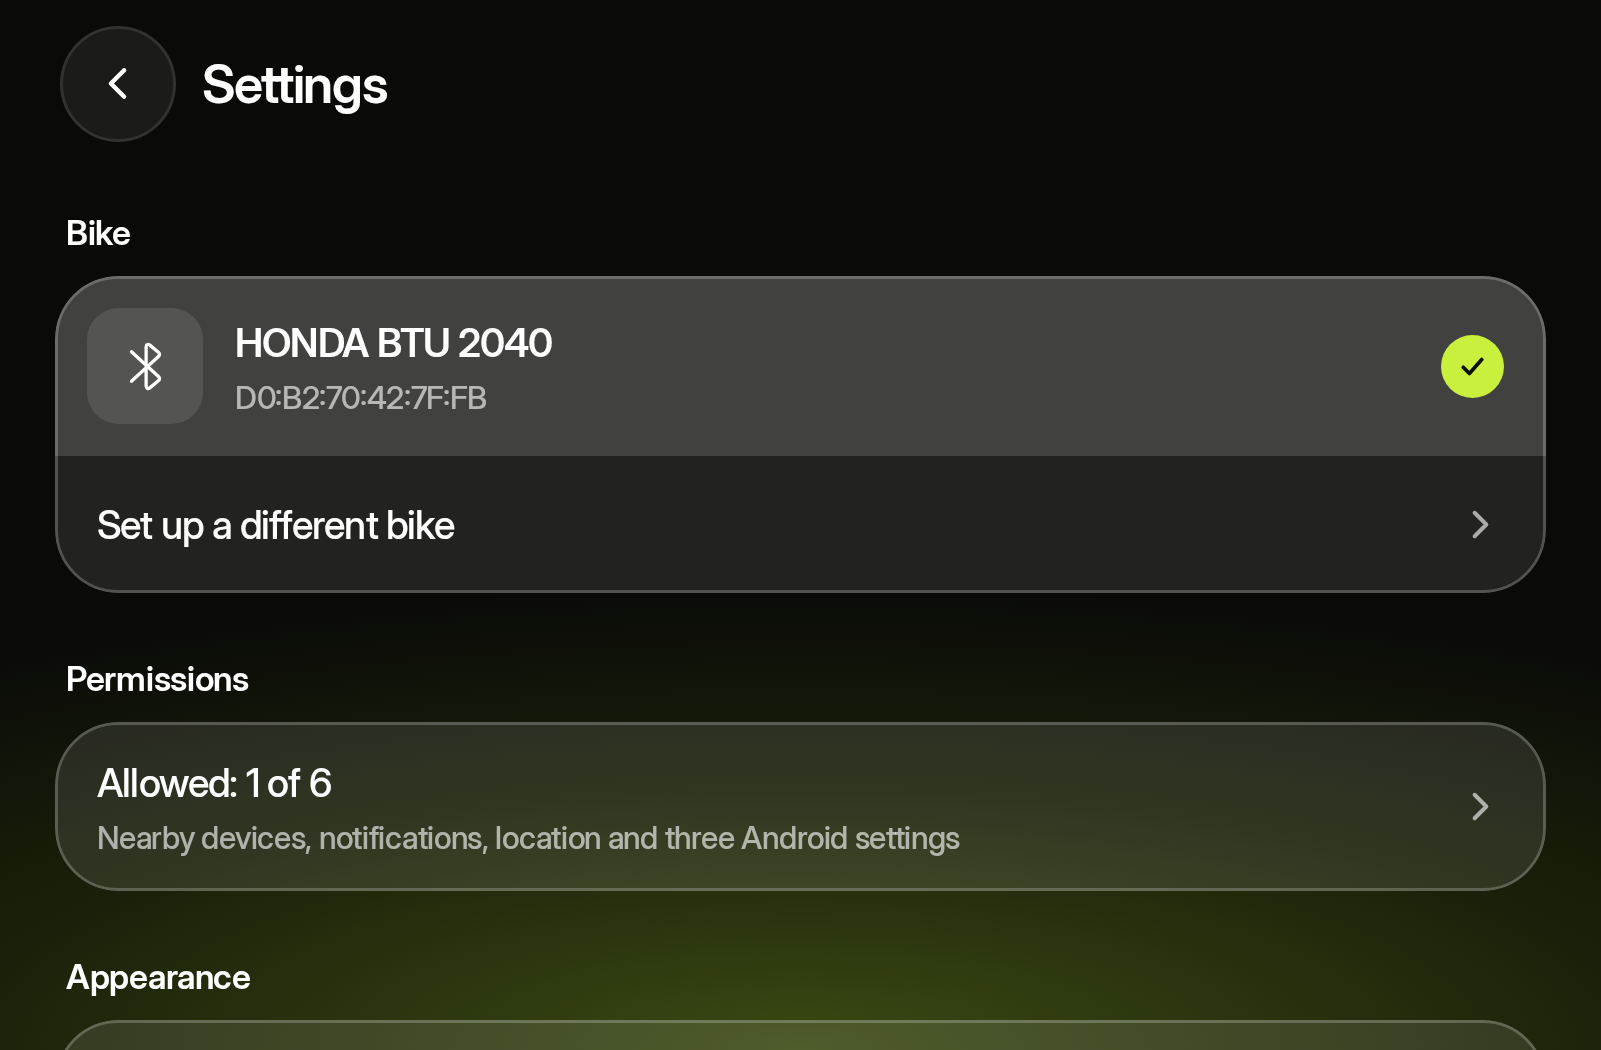 Settings
Bike
HONDA BTU 2040
D0:B2:70:42:7F:FB
Set up a different bike
Permissions
Allowed: 1 of 6
Nearby devices, notifications, location and three Android settings
Appearance